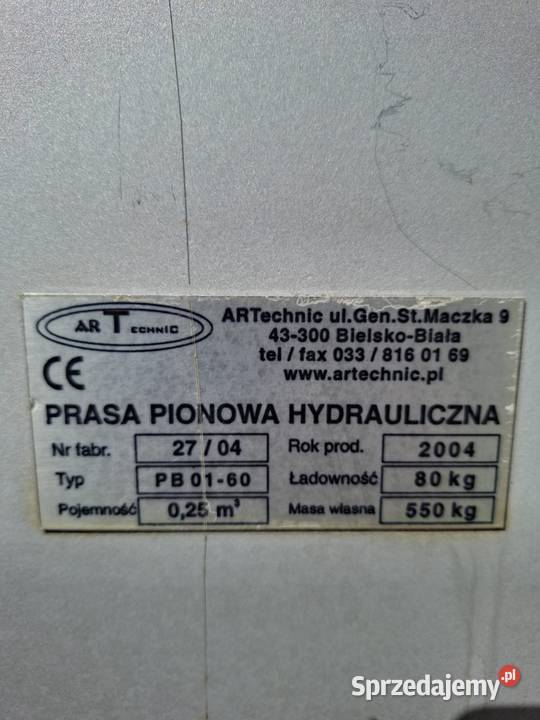 AR TECHNIC
ARTechnic ul.Gen.St.Maczka 9
43-300 Bielsko-Biała
tel / fax 033 / 816 01 69
www.artechnic.pl
CE
PRASA PIONOWA HYDRAULICZNA
Nr fabr. 27 / 04 Rok prod. 2004
Typ PB 01-60 Ładowność 80 kg
Pojemność 0,25 m³ Masa własna 550 kg
Sprzedajemy.pl